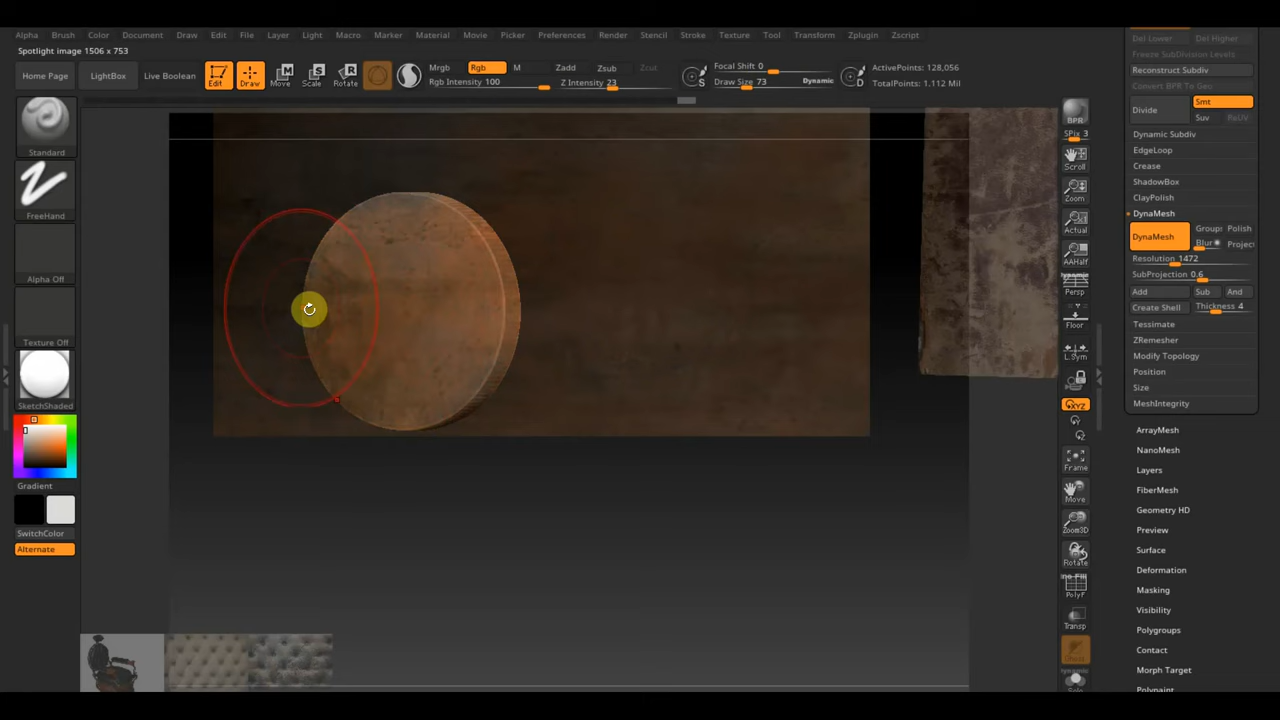 Alpha Brush Color Document Draw Edit File Layer Light Macro Marker Material Movie Picker Preferences Render Stencil Stroke Texture Tool Transform Zplugin Zscript
Spotlight image 1506 x 753
Home Page LightBox Live Boolean Edit Draw Move Scale Rotate
Mrgb Rgb M Zadd Zsub Zcut
Rgb Intensity 100 Z Intensity 23
Focal Shift 0
Draw Size 73 Dynamic
S
D
ActivePoints: 128,056
TotalPoints: 1.112 Mil
Standard
FreeHand
Alpha Off
Texture Off
SketchShaded
Gradient
SwitchColor
Alternate
BPR
SPix 3
Scroll
Zoom
Actual
AAHalf
Persp
Floor
L.Sym
XYZ
Frame
Move
Zoom3D
Rotate
PolyF
Transp
Solo
Del Lower Del Higher
Freeze SubDivision Levels
Reconstruct Subdiv
Convert BPR To Geo
Divide Smt
Suv ReUV
Dynamic Subdiv
EdgeLoop
Crease
ShadowBox
ClayPolish
DynaMesh
DynaMesh Group: Polish
Blur Projec
Resolution 1472
SubProjection 0.6
Add Sub And
Create Shell Thickness 4
Tessimate
ZRemesher
Modify Topology
Position
Size
MeshIntegrity
ArrayMesh
NanoMesh
Layers
FiberMesh
Geometry HD
Preview
Surface
Deformation
Masking
Visibility
Polygroups
Contact
Morph Target
Polypaint